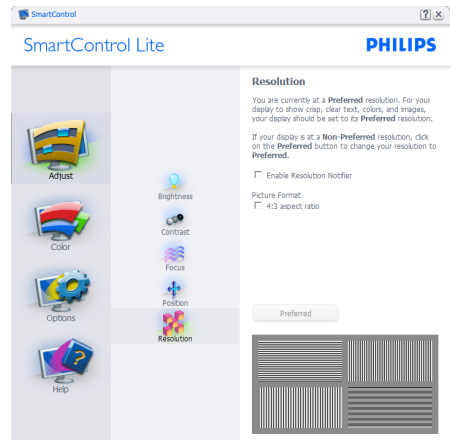 SmartControl
SmartControl Lite
PHILIPS
Adjust
Color
Options
Help
Brightness
Contrast
Focus
Position
Resolution
Resolution
You are currently at a Preferred resolution. For your
display to show crisp, clear text, colors, and images,
your display should be set to its Preferred resolution.
If your display is at a Non-Preferred resolution, click
on the Preferred button to change your resolution to
Preferred.
Enable Resolution Notifier
Picture Format
4:3 aspect ratio
Preferred